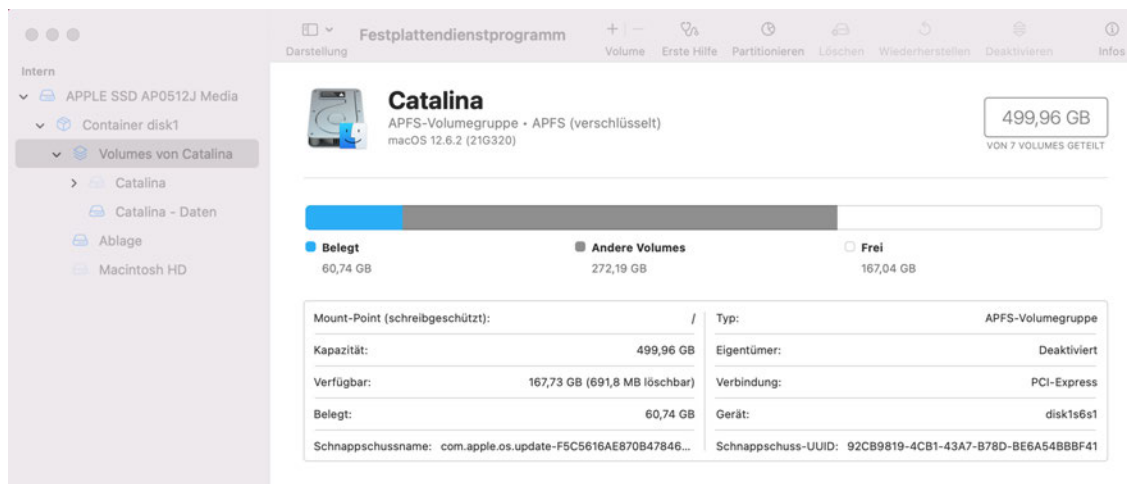 Festplattendienstprogramm
Darstellung
Volume
Erste Hilfe
Partitionieren
Löschen
Wiederherstellen
Deaktivieren
Infos
Intern
APPLE SSD AP0512J Media
Container disk1
Volumes von Catalina
Catalina
Catalina - Daten
Ablage
Macintosh HD
Catalina
APFS-Volumegruppe • APFS (verschlüsselt)
macOS 12.6.2 (21G320)
499,96 GB
VON 7 VOLUMES GETEILT
Belegt
60,74 GB
Andere Volumes
272,19 GB
Frei
167,04 GB
Mount-Point (schreibgeschützt): /
Kapazität: 499,96 GB
Verfügbar: 167,73 GB (691,8 MB löschbar)
Belegt: 60,74 GB
Schnappschussname: com.apple.os.update-F5C5616AE870B47846...
Typ: APFS-Volumegruppe
Eigentümer: Deaktiviert
Verbindung: PCI-Express
Gerät: disk1s6s1
Schnappschuss-UUID: 92CB9819-4CB1-43A7-B78D-BE6A54BBBF41